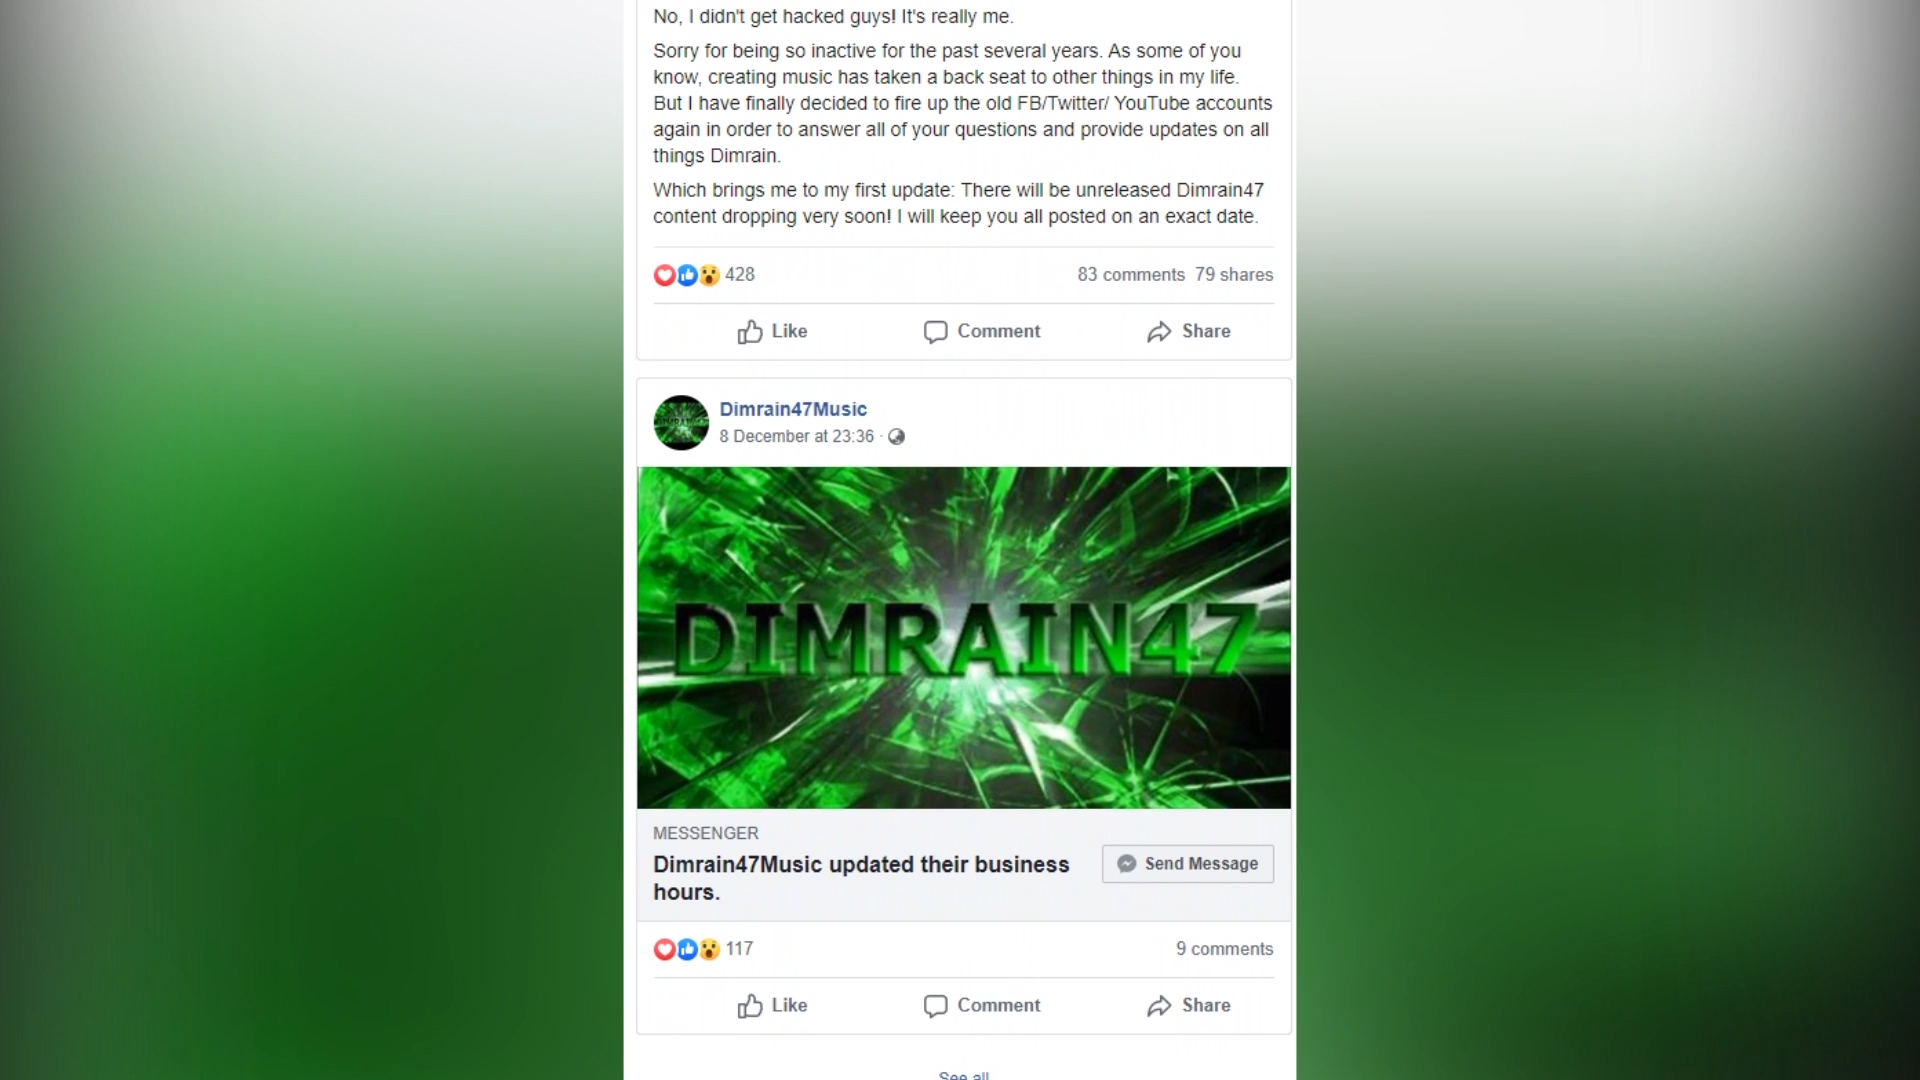 No, I didn't get hacked guys! It's really me.
Sorry for being so inactive for the past several years. As some of you
know, creating music has taken a back seat to other things in my life.
But I have finally decided to fire up the old FB/Twitter/ YouTube accounts
again in order to answer all of your questions and provide updates on all
things Dimrain.
Which brings me to my first update: There will be unreleased Dimrain47
content dropping very soon! I will keep you all posted on an exact date.
428
83 comments 79 shares
Like Comment Share
Dimrain47Music
8 December at 23:36 ·
DIMRAIN47
MESSENGER
Dimrain47Music updated their business
hours.
Send Message
117
9 comments
Like Comment Share
See all